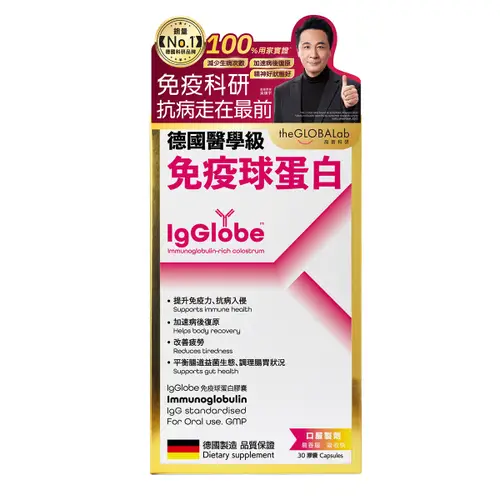 銷量
No.1
德國科研品牌
100%用家實證
減少生病次數
加速病後復原
精神好狀態好
免疫科研
抗病走在最前
theGLOBALab
德國醫學級
免疫球蛋白
IgGlobe™
Immunoglobulin-rich colostrum
• 提升免疫力、抗病入侵
Supports immune health
• 加速病後復原
Helps body recovery
• 改善疲勞
Reduces tiredness
• 平衡腸道益菌生態、調理腸胃狀況
Supports gut health
IgGlobe 免疫球蛋白膠囊
Immunoglobulin
IgG standardised
For Oral use. GMP
德國製造 品質保證
Dietary supplement
口服製劑
30 膠囊 Capsules